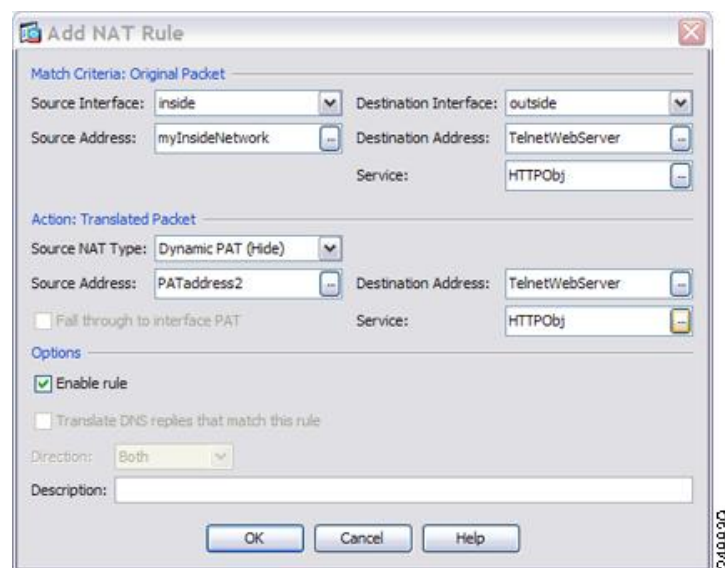 Add NAT Rule
Match Criteria: Original Packet
Source Interface: inside Destination Interface: outside
Source Address: myInsideNetwork ... Destination Address: TelnetWebServer ...
Service: HTTPObj ...
Action: Translated Packet
Source NAT Type: Dynamic PAT (Hide)
Source Address: PATaddress2 ... Destination Address: TelnetWebServer ...
Fall through to interface PAT Service: HTTPObj ...
Options
Enable rule
Translate DNS replies that match this rule
Direction: Both
Description:
OK Cancel Help